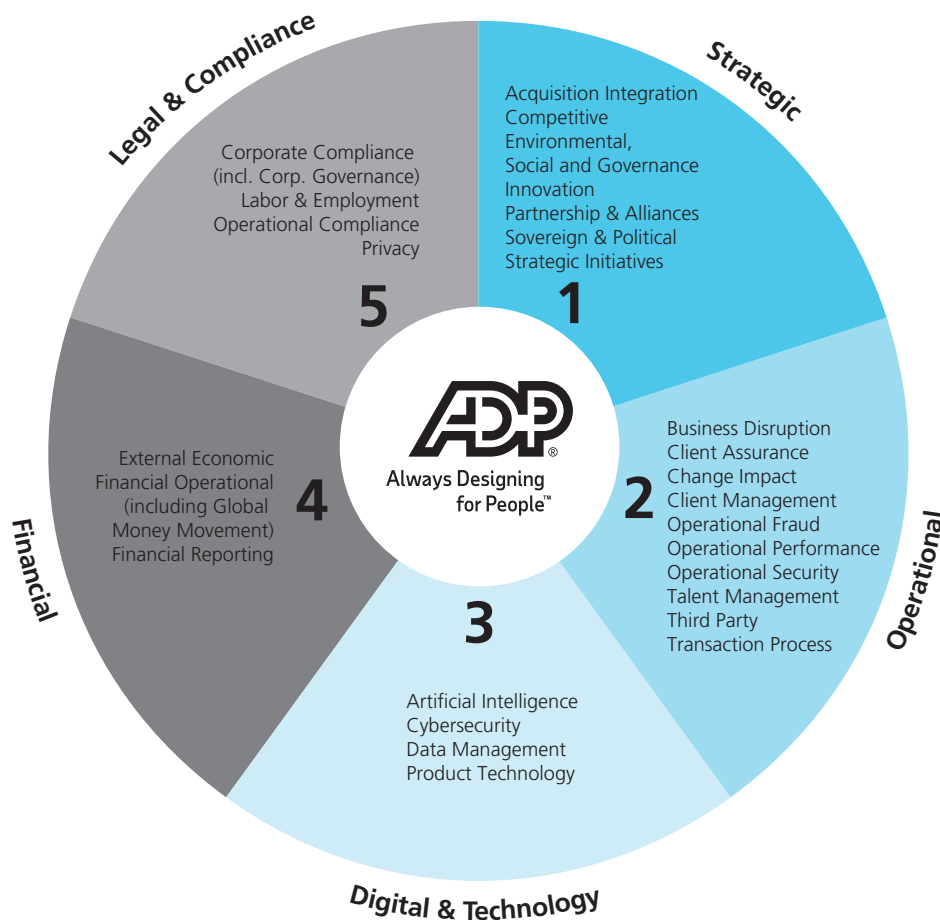 Strategic
Acquisition Integration
Competitive
Environmental,
Social and Governance
Innovation
Partnership & Alliances
Sovereign & Political
Strategic Initiatives
1
Operational
Business Disruption
Client Assurance
Change Impact
Client Management
Operational Fraud
Operational Performance
Operational Security
Talent Management
Third Party
Transaction Process
2
3
Artificial Intelligence
Cybersecurity
Data Management
Product Technology
Digital & Technology
Financial
External Economic
Financial Operational
(including Global
Money Movement)
Financial Reporting
4
Legal & Compliance
Corporate Compliance
(incl. Corp. Governance)
Labor & Employment
Operational Compliance
Privacy
5
ADP®
Always Designing
for People™